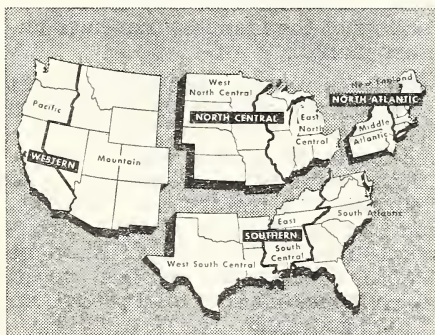 West
North Central
New England
NORTH ATLANTIC
Pacific
NORTH CENTRAL
East
North
Central
Middle
Atlantic
WESTERN
Mountain
East
South Atlantic
SOUTHERN
South
Central
West South Central